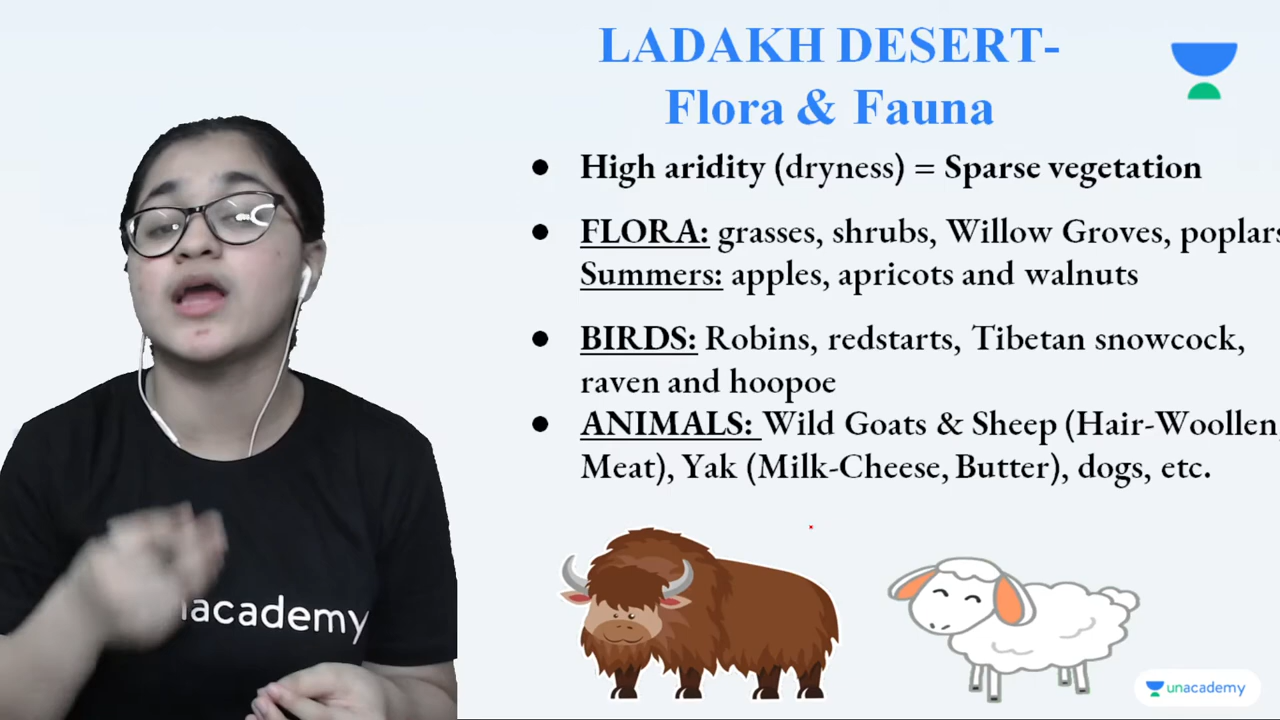 LADAKH DESERT-
Flora & Fauna
● High aridity (dryness) = Sparse vegetation
● FLORA: grasses, shrubs, Willow Groves, poplars
Summers: apples, apricots and walnuts
● BIRDS: Robins, redstarts, Tibetan snowcock,
raven and hoopoe
● ANIMALS: Wild Goats & Sheep (Hair-Woollen,
Meat), Yak (Milk-Cheese, Butter), dogs, etc.
nacademy
unacademy